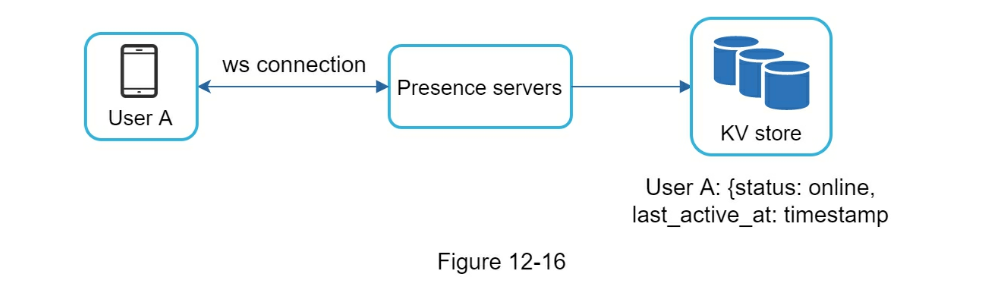 ws connection
User A
Presence servers
KV store
User A: {status: online,
last_active_at: timestamp
Figure 12-16